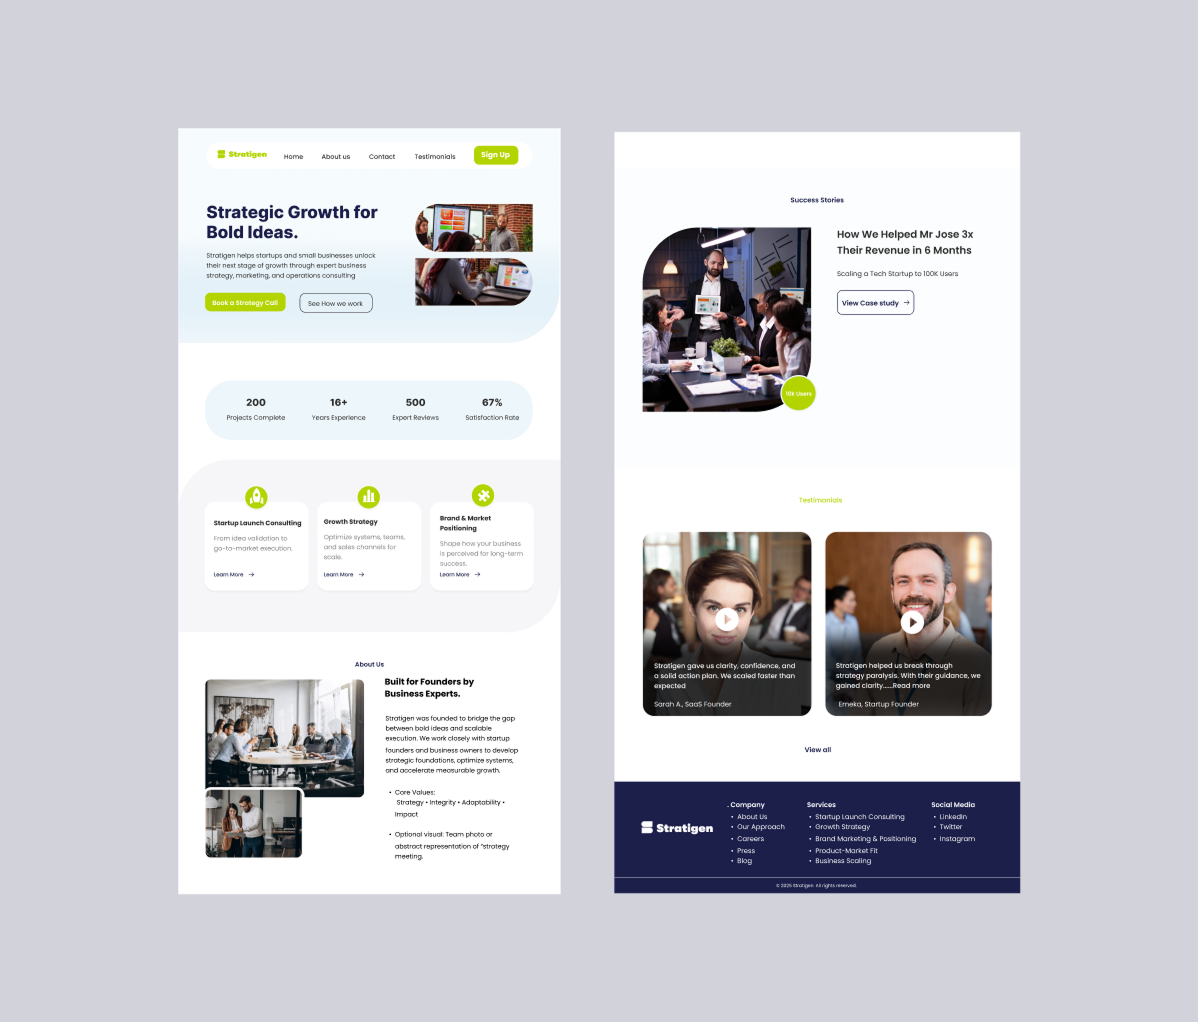 Stratigen
Home
About us
Contact
Testimonials
Sign Up
Strategic Growth for
Bold Ideas.
Stratigen helps startups and small businesses unlock
their next stage of growth through expert business
strategy, marketing, and operations consulting
Book a Strategy Call
See How we work
200
Projects Complete
16+
Years Experience
500
Expert Reviews
67%
Satisfaction Rate
Startup Launch Consulting
From idea validation to
go-to-market execution.
Learn More →
Growth Strategy
Optimize systems, teams,
and sales channels for
scale.
Learn More →
Brand & Market
Positioning
Shape how your business
is perceived for long-term
success.
Learn More →
About Us
Built for Founders by
Business Experts.
Stratigen was founded to bridge the gap
between bold ideas and scalable
execution. We work closely with startup
founders and business owners to develop
strategic foundations, optimize systems,
and accelerate measurable growth.
• Core Values:
Strategy • Integrity • Adaptability •
Impact
• Optional visual: Team photo or
abstract representation of “strategy
meeting.
Success Stories
How We Helped Mr Jose 3x
Their Revenue in 6 Months
Scaling a Tech Startup to 100K Users
View Case study →
10k Users
Testimonials
Stratigen gave us clarity, confidence, and
a solid action plan. We scaled faster than
expected
Sarah A., SaaS Founder
Stratigen helped us break through
strategy paralysis. With their guidance, we
gained clarity......Read more
Emeka, Startup Founder
View all
Stratigen
. Company
• About Us
• Our Approach
• Careers
• Press
• Blog
Services
• Startup Launch Consulting
• Growth Strategy
• Brand Marketing & Positioning
• Product-Market Fit
• Business Scaling
Social Media
• LinkedIn
• Twitter
• Instagram
© 2025 Stratigen. All rights reserved.